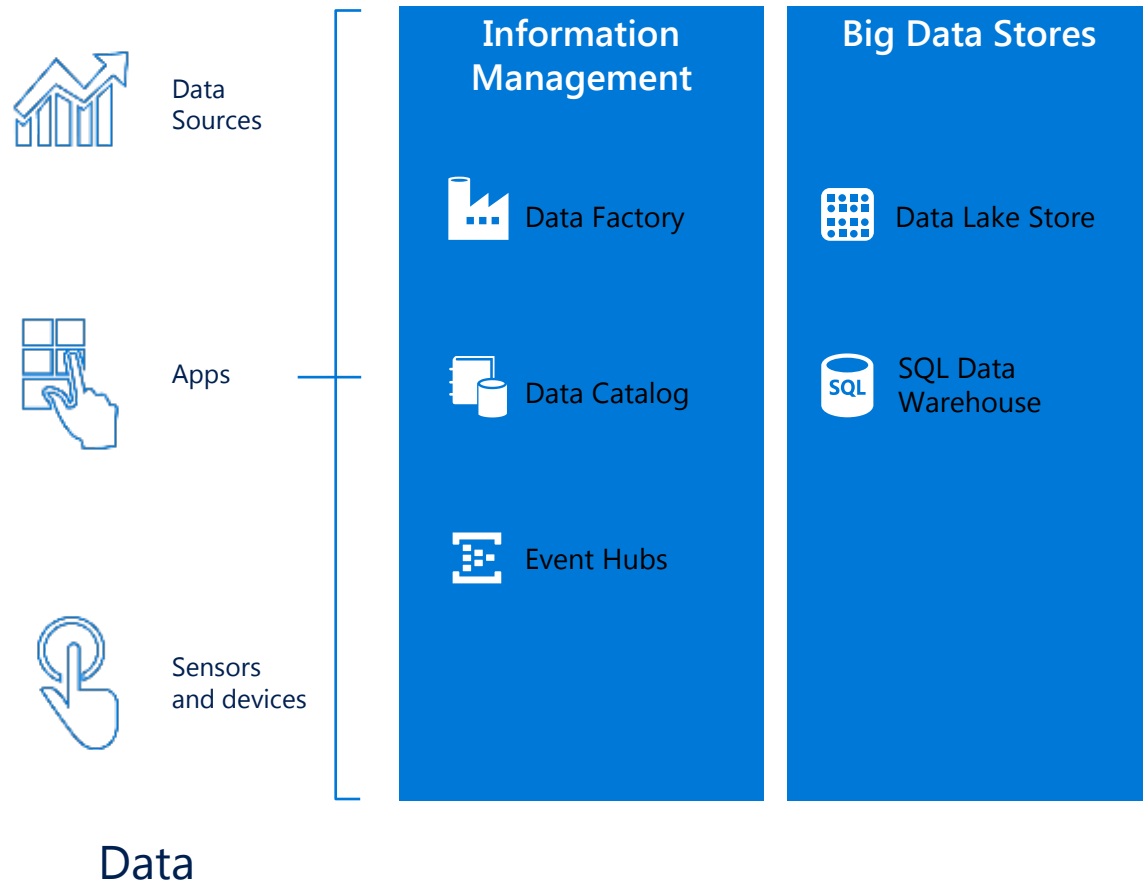 Data
Sources
Apps
Sensors
and devices
Data
Information
Management
Data Factory
Data Catalog
Event Hubs
Big Data Stores
Data Lake Store
SQL
SQL Data
Warehouse